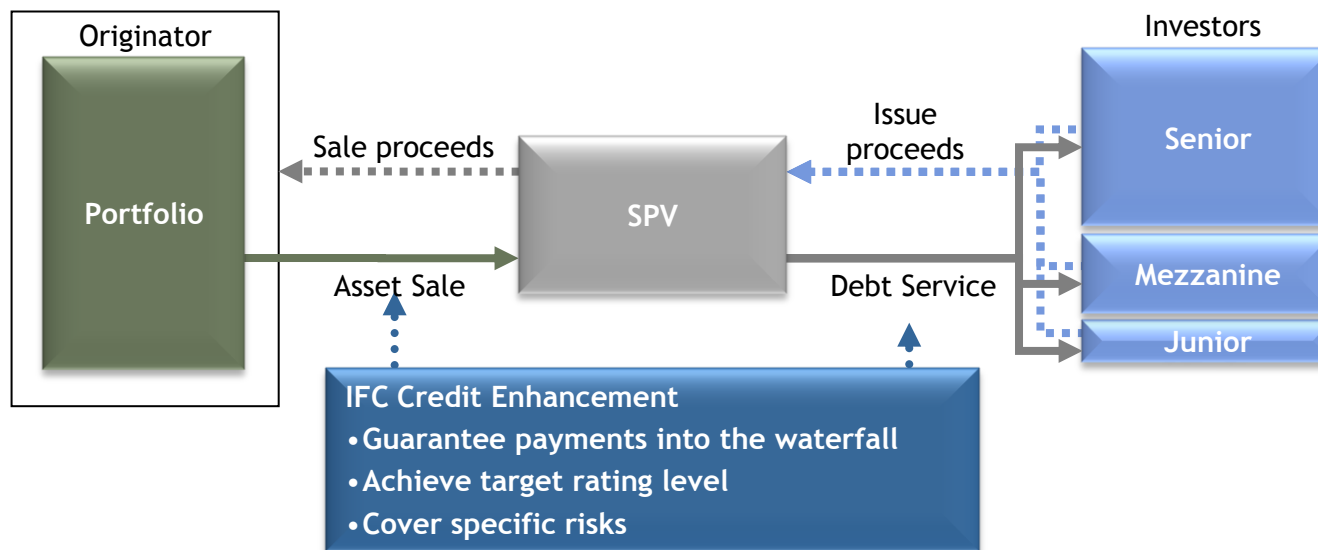 Originator
Portfolio
Sale proceeds
Asset Sale
SPV
Issue
proceeds
Debt Service
Investors
Senior
Mezzanine
Junior
IFC Credit Enhancement
•Guarantee payments into the waterfall
•Achieve target rating level
•Cover specific risks